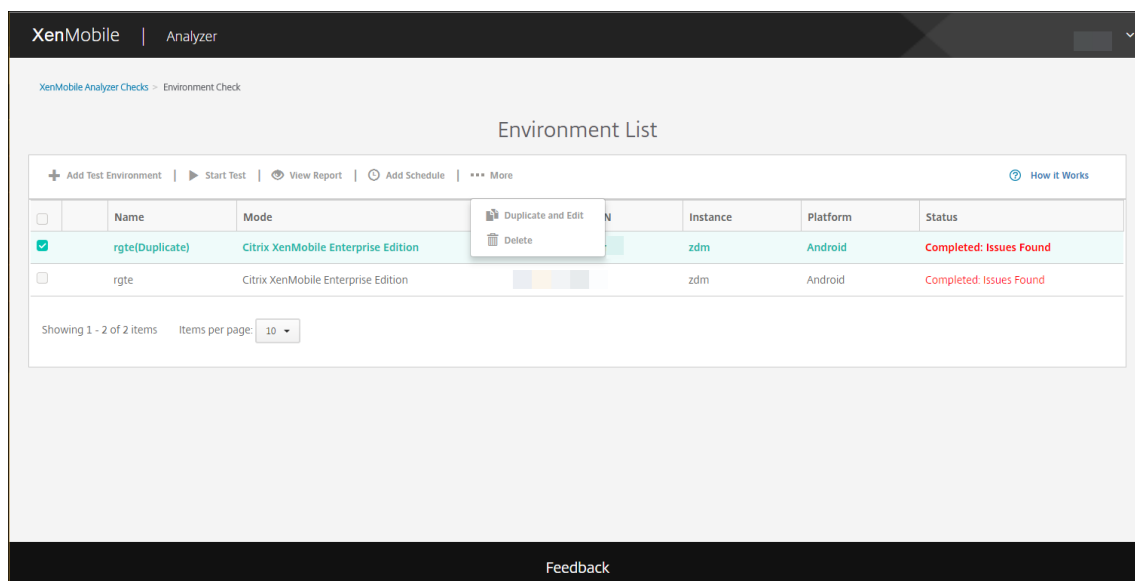 XenMobile | Analyzer
XenMobile Analyzer Checks > Environment Check
Environment List
Add Test Environment | Start Test | View Report | Add Schedule | More How it Works
Name Mode N Instance Platform Status
Duplicate and Edit
Delete
rgte(Duplicate) Citrix XenMobile Enterprise Edition zdm Android Completed: Issues Found
rgte Citrix XenMobile Enterprise Edition zdm Android Completed: Issues Found
Showing 1 - 2 of 2 items Items per page: 10
Feedback